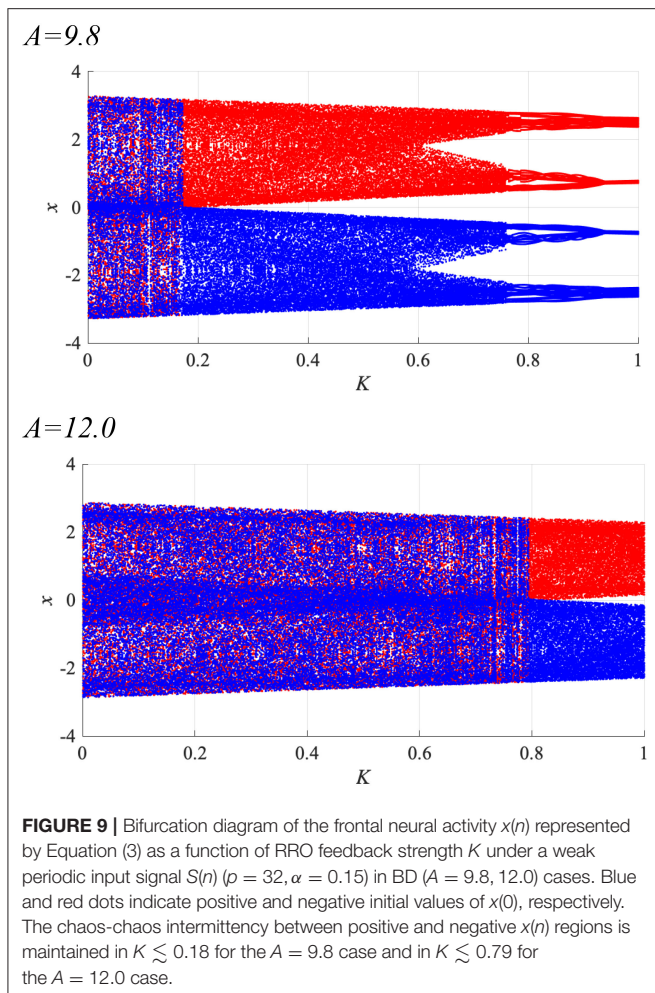 A=9.8
4
2
0
-2
-4
x
0
0.2
0.4
0.6
0.8
1
K
A=12.0
4
2
0
-2
-4
x
0
0.2
0.4
0.6
0.8
1
K
FIGURE 9 | Bifurcation diagram of the frontal neural activity x(n) represented
by Equation (3) as a function of RRO feedback strength K under a weak
periodic input signal S(n) (p = 32, α = 0.15) in BD (A = 9.8, 12.0) cases. Blue
and red dots indicate positive and negative initial values of x(0), respectively.
The chaos-chaos intermittency between positive and negative x(n) regions is
maintained in K ≲ 0.18 for the A = 9.8 case and in K ≲ 0.79 for
the A = 12.0 case.